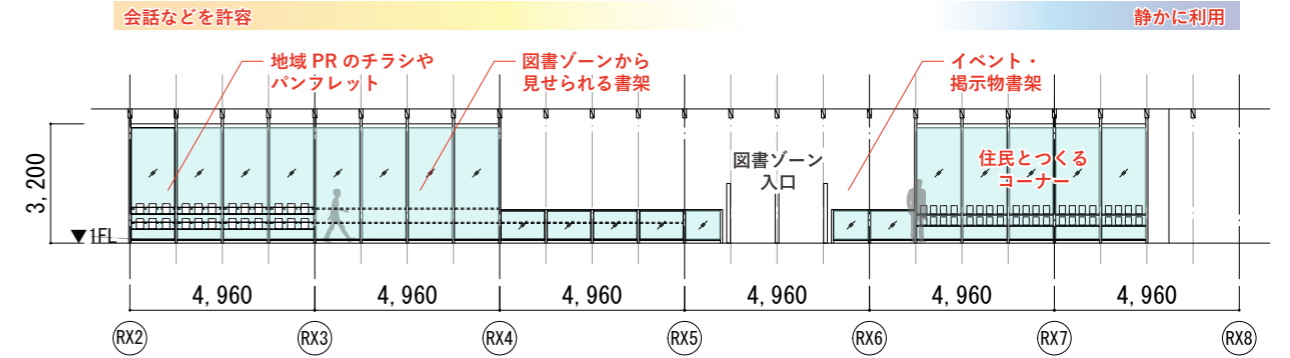 会話などを許容
静かに利用
地域 PR のチラシや
パンフレット
図書ゾーンから
見せられる書架
イベント・
掲示物書架
図書ゾーン
入口
住民とつくる
コーナー
3,200
▼1FL
4,960
4,960
4,960
4,960
4,960
4,960
RX2
RX3
RX4
RX5
RX6
RX7
RX8